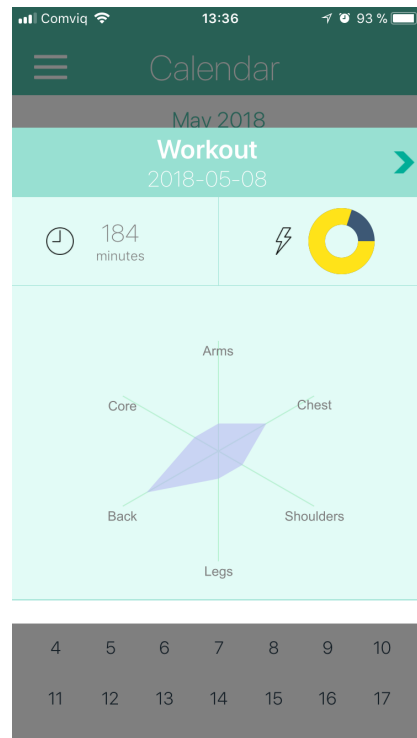 Comviq 13:36 93 %
Calendar
May 2018
Workout
2018-05-08
184
minutes
Arms
Core Chest
Back Shoulders
Legs
4 5 6 7 8 9 10
11 12 13 14 15 16 17